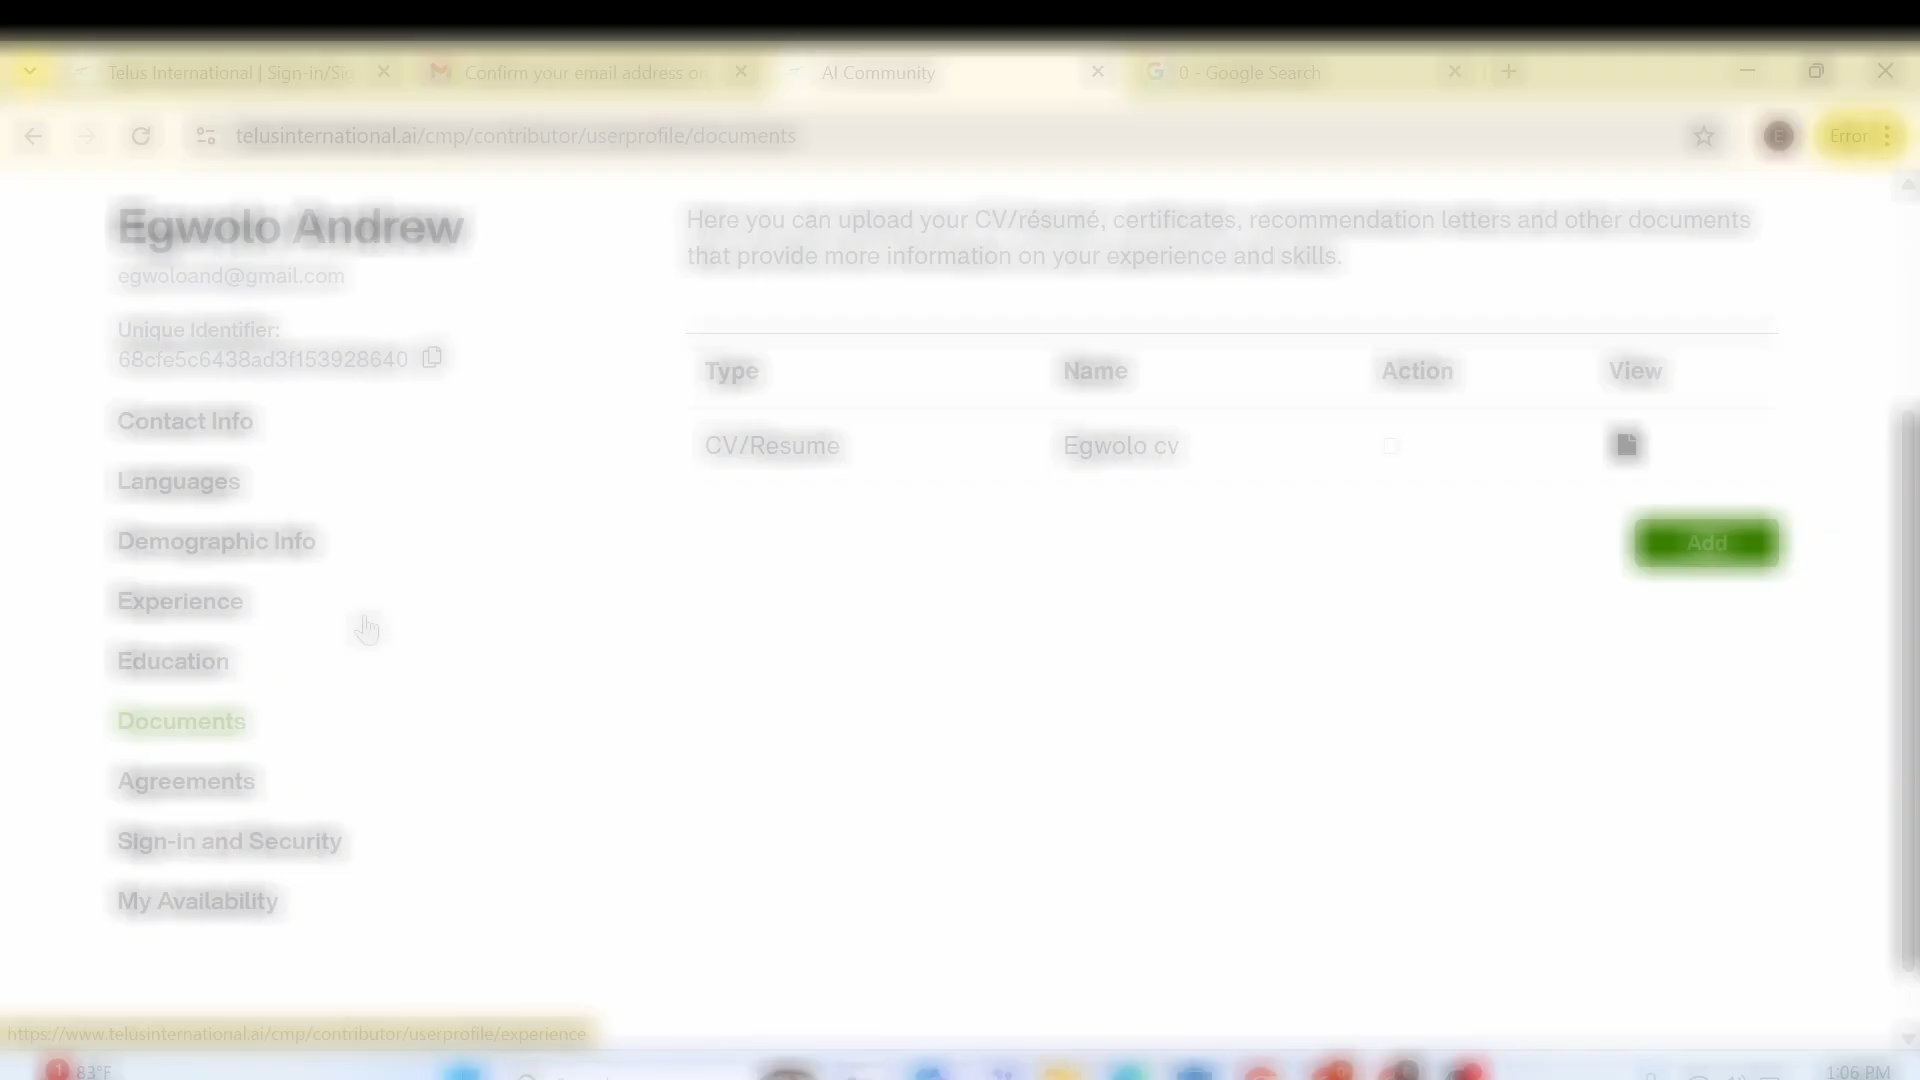 Telus International | Sign-in/Sig
Confirm your email address on
AI Community
0 - Google Search
telusinternational.ai/cmp/contributor/userprofile/documents
E
Error
Egwolo Andrew
egwoloand@gmail.com
Unique Identifier:
68cfe5c6438ad3f153928640
Contact Info
Languages
Demographic Info
Experience
Education
Documents
Agreements
Sign-in and Security
My Availability
Here you can upload your CV/résumé, certificates, recommendation letters and other documents
that provide more information on your experience and skills.
Type Name Action View
CV/Resume Egwolo cv
Add
https://www.telusinternational.ai/cmp/contributor/userprofile/experience
1
83°F
1:06 PM